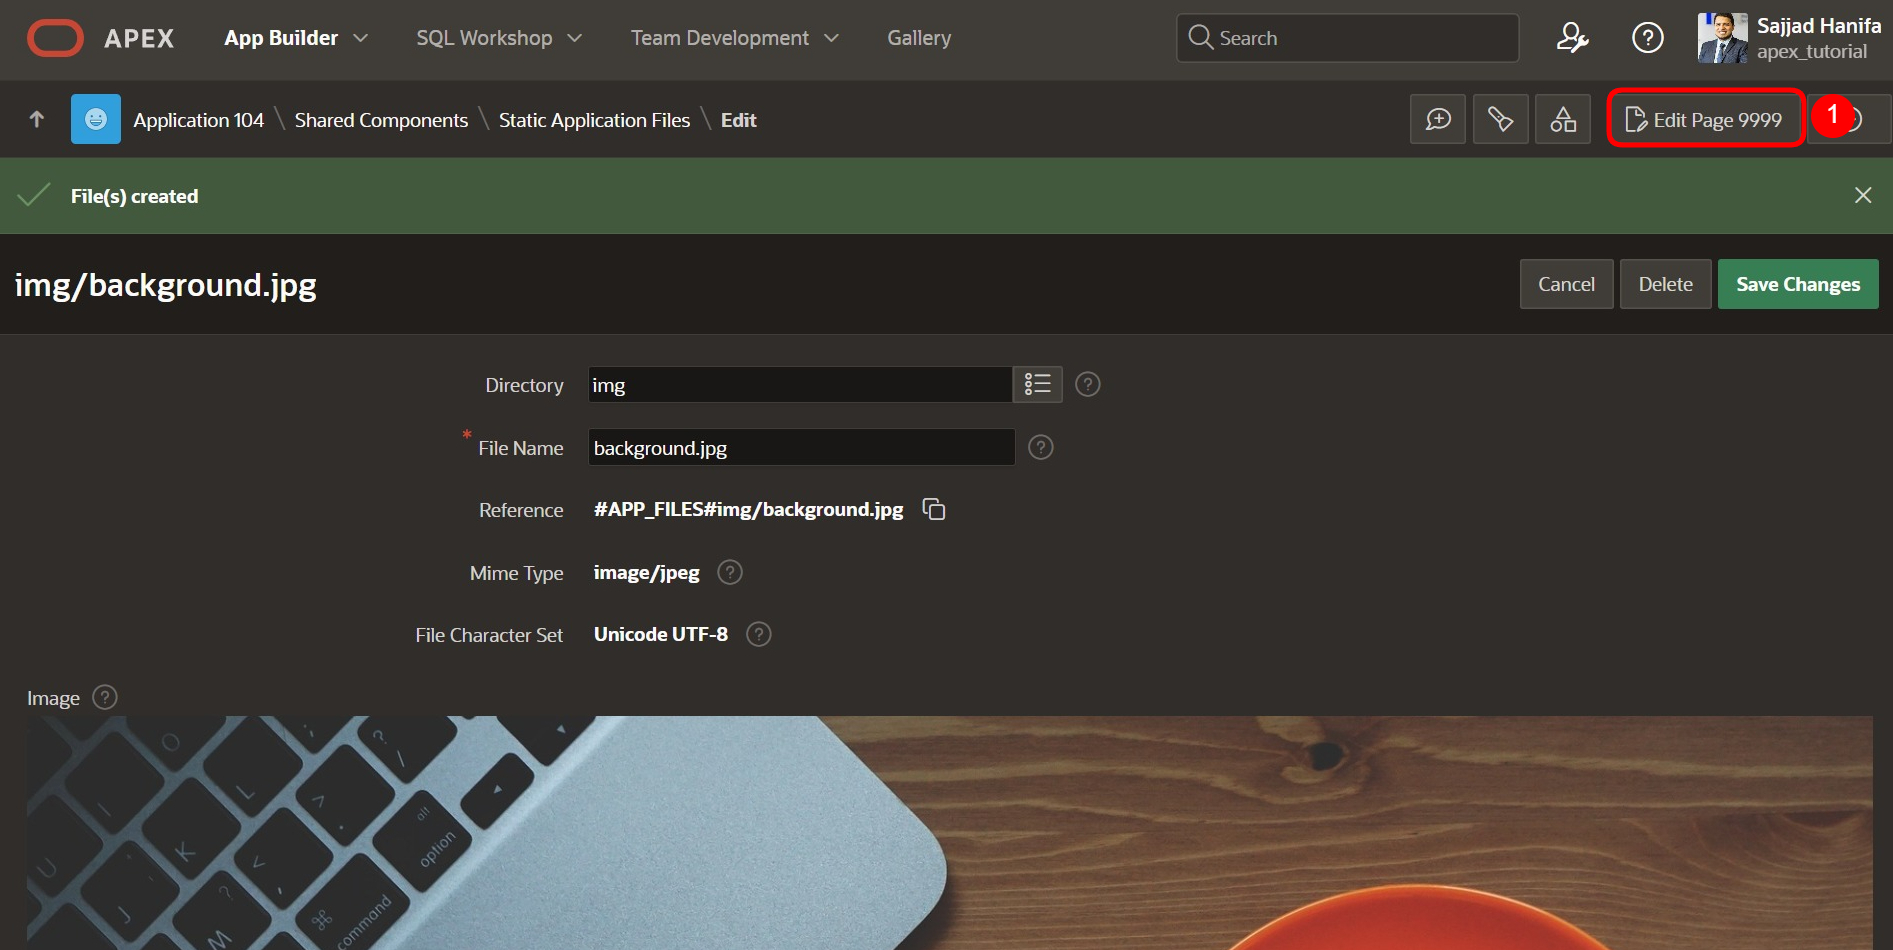 APEX App Builder SQL Workshop Team Development Gallery Search Sajjad Hanifa
apex_tutorial
Application 104 \ Shared Components \ Static Application Files \ Edit Edit Page 9999 1
File(s) created
img/background.jpg Cancel Delete Save Changes
Directory img
* File Name background.jpg
Reference #APP_FILES#img/background.jpg
Mime Type image/jpeg
File Character Set Unicode UTF-8
Image
O
L
I
K
U
J
M
alt
option
command